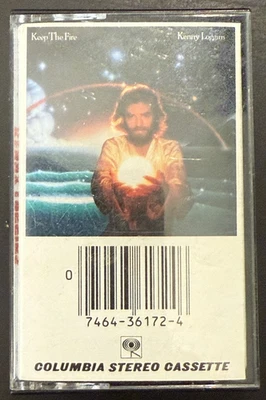 Keep The Fire
Kenny Loggins
0
7464-36172-4
COLUMBIA STEREO CASSETTE